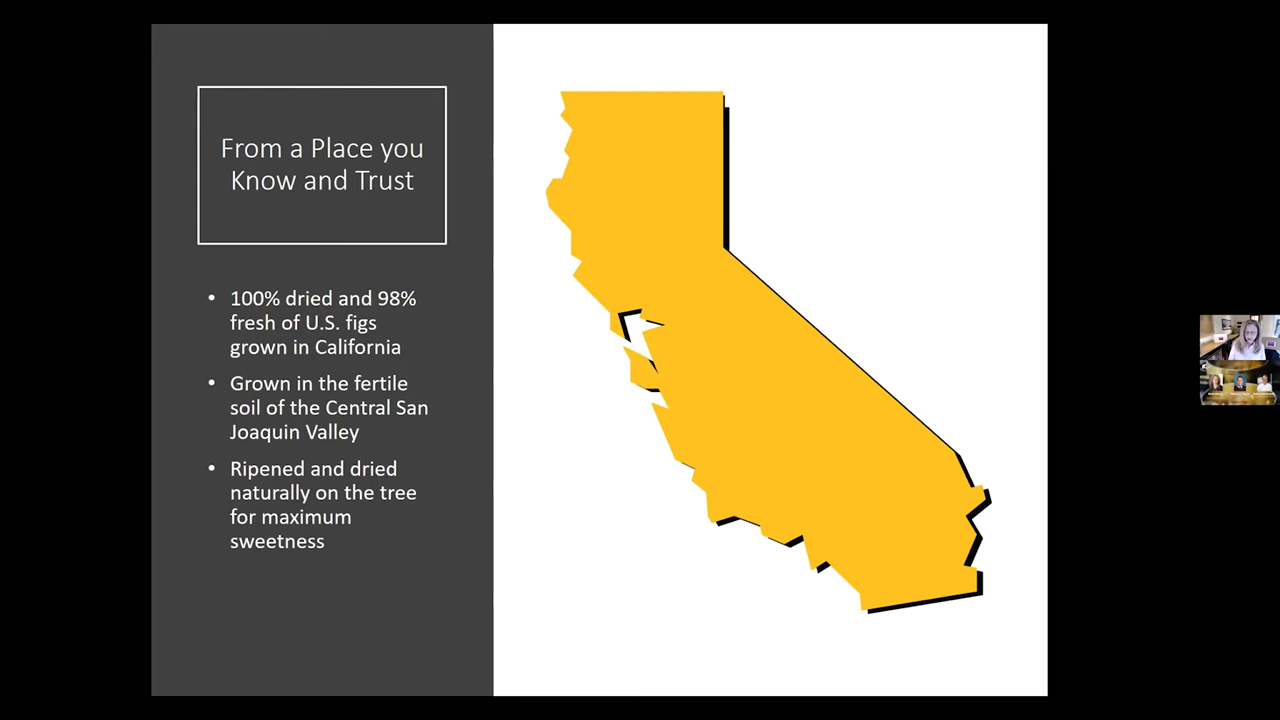 From a Place you
Know and Trust
• 100% dried and 98%
fresh of U.S. figs
grown in California
• Grown in the fertile
soil of the Central San
Joaquin Valley
• Ripened and dried
naturally on the tree
for maximum
sweetness